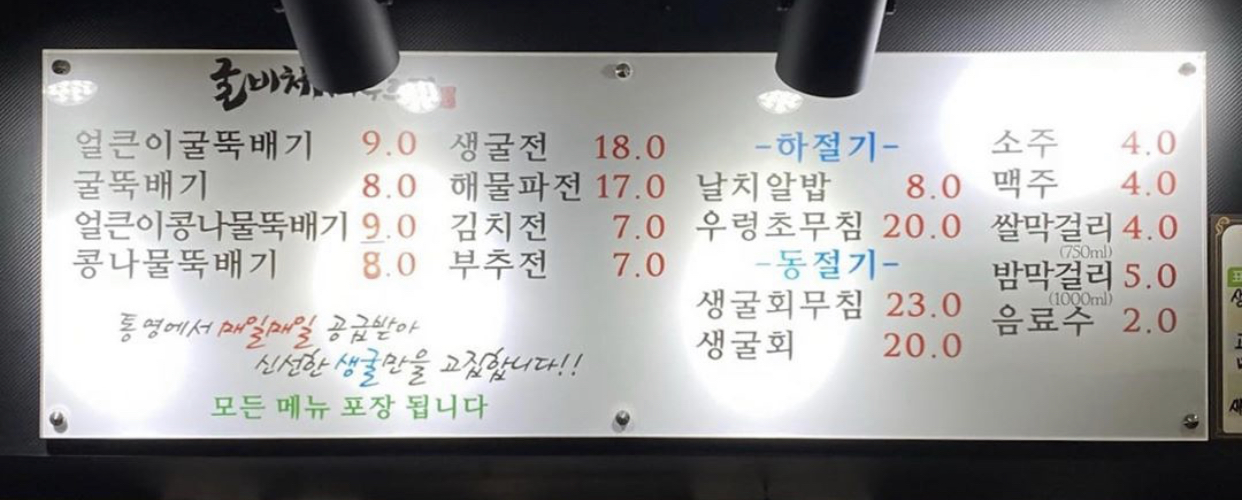 굴비처
얼큰이굴뚝배기 9.0
굴뚝배기 8.0
얼큰이콩나물뚝배기 9.0
콩나물뚝배기 8.0
생굴전 18.0
해물파전 17.0
김치전 7.0
부추전 7.0
통영에서 매일매일 공급받아
신선한 생굴만을 고집합니다!!
모든 메뉴 포장 됩니다
-하절기-
날치알밥 8.0
우렁초무침 20.0
-동절기-
생굴회무침 23.0
생굴회 20.0
소주 4.0
맥주 4.0
쌀막걸리 4.0
(750ml)
밤막걸리 5.0
(1000ml)
음료수 2.0